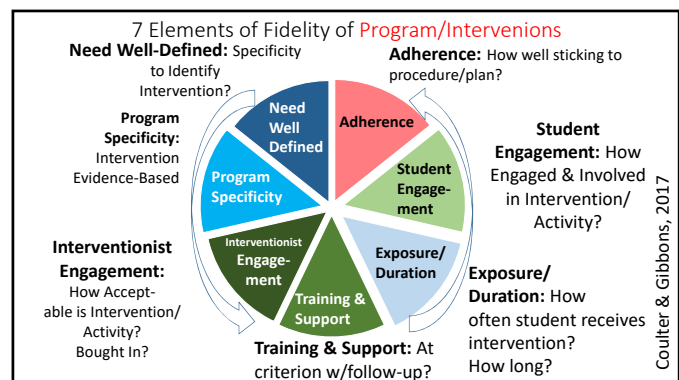 7 Elements of Fidelity of Program/Intervenions
Need Well-Defined: Specificity
to Identify
Intervention?
Adherence: How well sticking to
procedure/plan?
Program
Specificity:
Intervention
Evidence-Based
Need
Well
Defined
Adherence
Student
Engagement: How
Engaged & Involved
in Intervention/
Activity?
Program
Specificity
Student
Engage-
ment
Interventionist
Engagement:
How Accept-
able is Intervention/
Activity?
Bought In?
Interventionist
Engage-
ment
Exposure/
Duration
Training &
Support
Exposure/
Duration: How
often student receives
intervention?
How long?
Training & Support: At
criterion w/follow-up?
Coulter & Gibbons, 2017